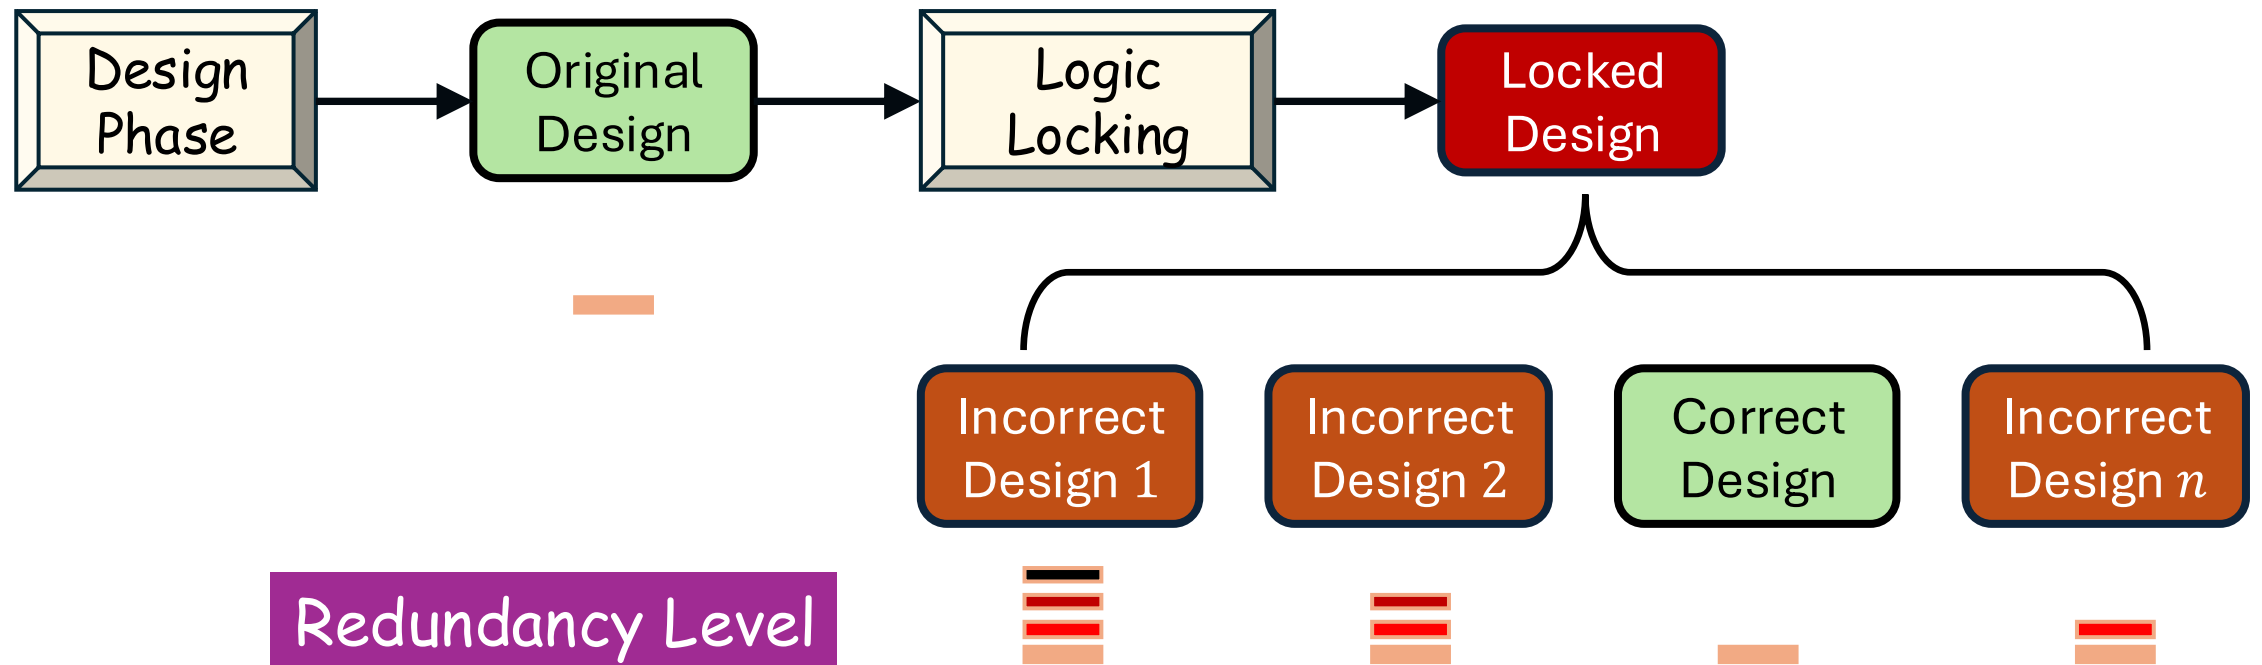 Design
Phase
Original
Design
Logic
Locking
Locked
Design
Incorrect
Design 1
Incorrect
Design 2
Correct
Design
Incorrect
Design n
Redundancy Level